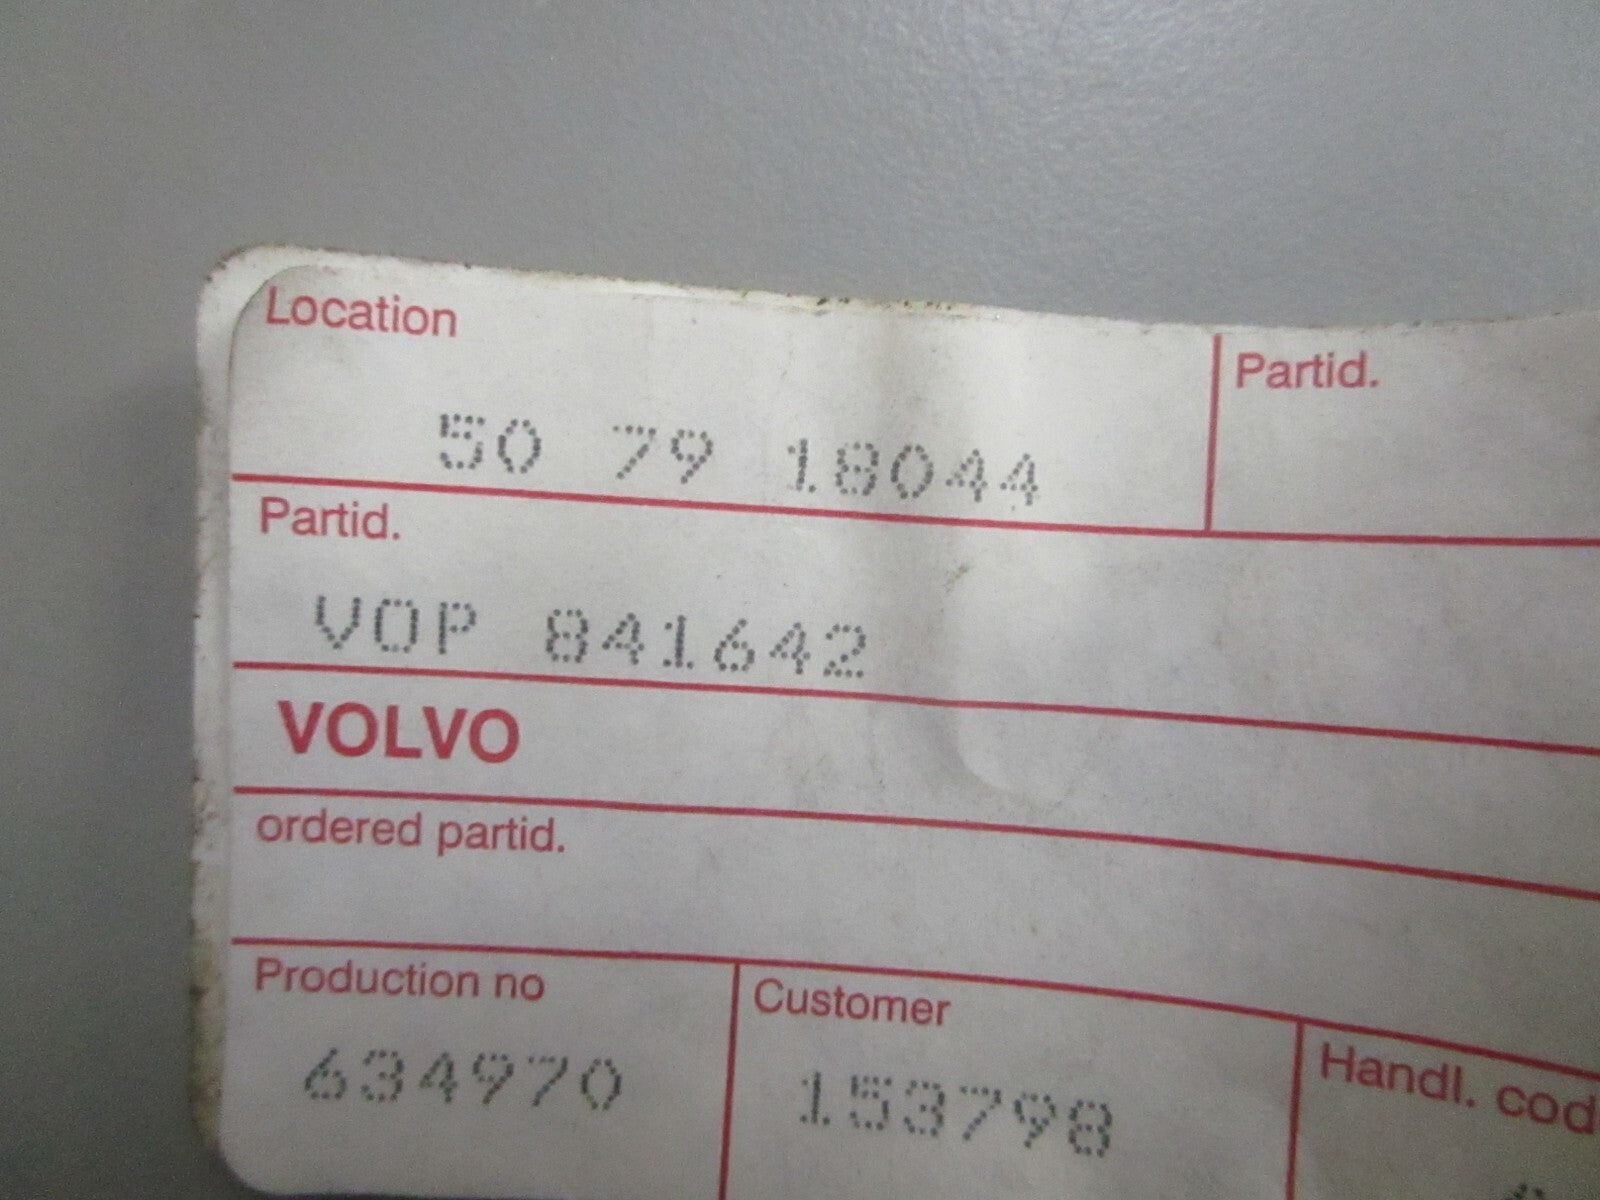 Location
Partid.
50 79 18044
Partid.
VOP 841642
VOLVO
ordered partid.
Production no
Customer
Handl. cod
634970
153798